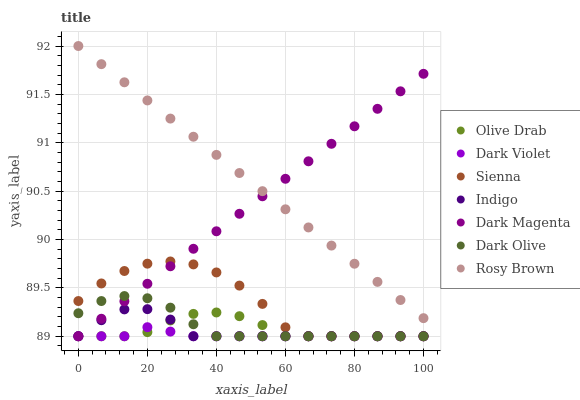 title
92
91.5
91
90.5
90
89.5
89
0
20
40
60
80
100
yaxis_label
xaxis_label
Olive Drab
Dark Violet
Sienna
Indigo
Dark Magenta
Dark Olive
Rosy Brown